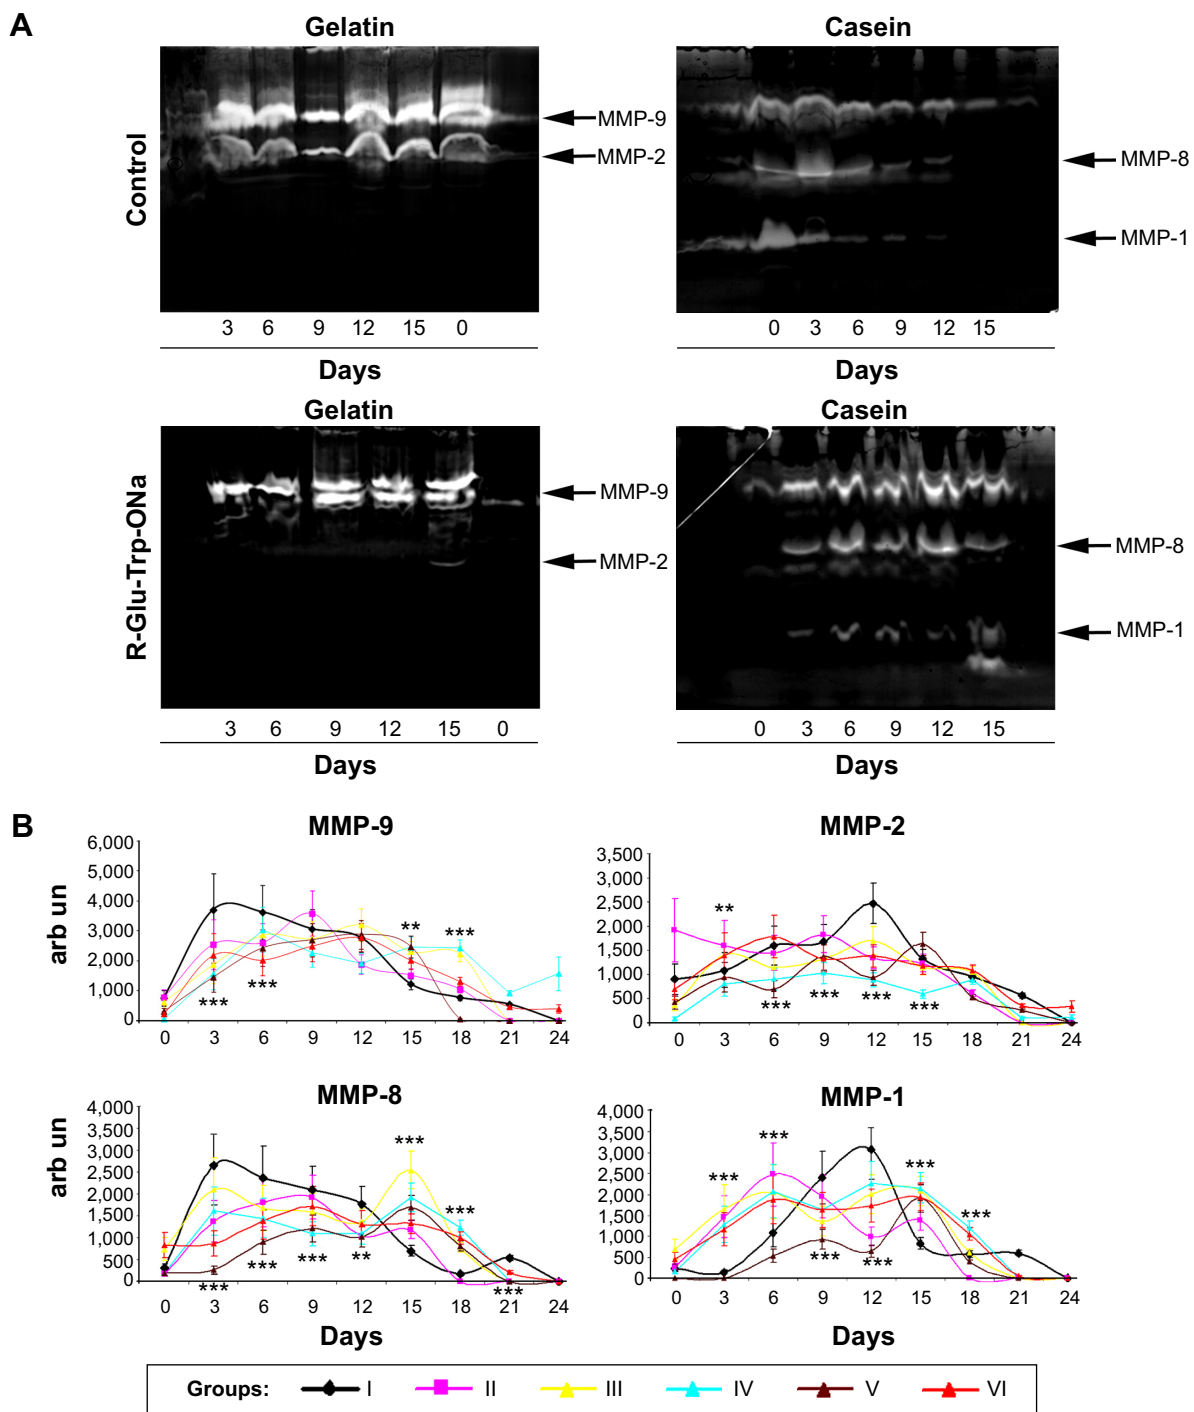 A
Gelatin Casein
Control
MMP-9
MMP-2
MMP-8
MMP-1
3 6 9 12 15 0
0 3 6 9 12 15
Days Days
Gelatin Casein
R-Glu-Trp-ONa
MMP-9
MMP-2
MMP-8
MMP-1
3 6 9 12 15 0
0 3 6 9 12 15
Days Days
B
MMP-9
arb un
6,000
5,000
4,000
3,000
2,000
1,000
0
** ***
*** ***
0 3 6 9 12 15 18 21 24
MMP-2
3,500
3,000
2,500
2,000
1,500
1,000
500
0
**
*** *** *** ***
0 3 6 9 12 15 18 21 24
MMP-8
arb un
4,000
3,500
3,000
2,500
2,000
1,500
1,000
500
0
*** ***
*** *** *** ** ***
0 3 6 9 12 15 18 21 24
Days
MMP-1
4,000
3,500
3,000
2,500
2,000
1,500
1,000
500
0
*** *** *** ***
*** ***
0 3 6 9 12 15 18 21 24
Days
Groups: I II III IV V VI